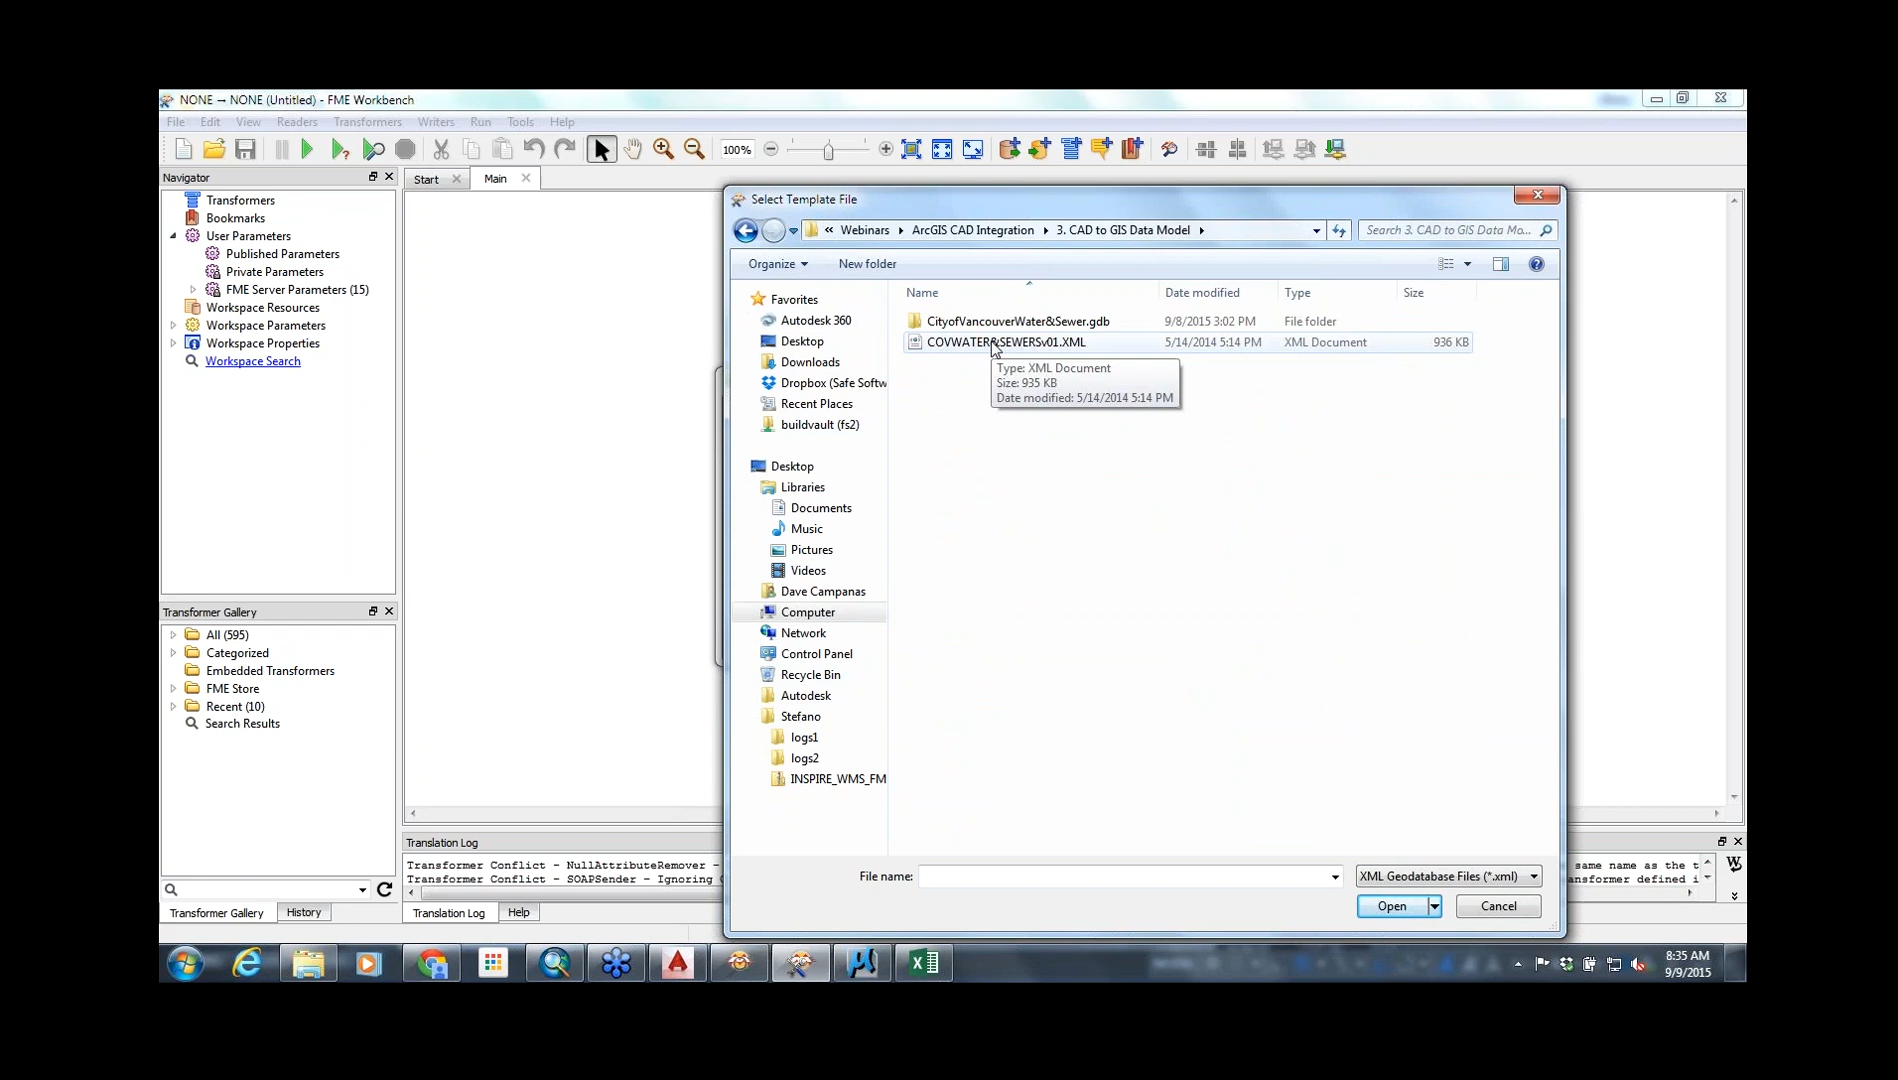 NONE → NONE (Untitled) - FME Workbench
File Edit View Readers Transformers Writers Run Tools Help
100%
Navigator
Transformers
Bookmarks
User Parameters
Published Parameters
Private Parameters
FME Server Parameters (15)
Workspace Resources
Workspace Parameters
Workspace Properties
Workspace Search
Transformer Gallery
All (595)
Categorized
Embedded Transformers
FME Store
Recent (10)
Search Results
Transformer Gallery History
Start Main
Select Template File
« Webinars ArcGIS CAD Integration 3. CAD to GIS Data Model
Search 3. CAD to GIS Data Mo...
Organize New folder
Favorites
Autodesk 360
Desktop
Downloads
Dropbox (Safe Softw
Recent Places
buildvault (fs2)
Desktop
Libraries
Documents
Music
Pictures
Videos
Dave Campanas
Computer
Network
Control Panel
Recycle Bin
Autodesk
Stefano
logs1
logs2
INSPIRE_WMS_FM
Name Date modified Type Size
CityofVancouverWater&Sewer.gdb 9/8/2015 3:02 PM File folder
COVWATER&SEWERSv01.XML 5/14/2014 5:14 PM XML Document 936 KB
Type: XML Document
Size: 935 KB
Date modified: 5/14/2014 5:14 PM
File name: XML Geodatabase Files (*.xml)
Open Cancel
Translation Log
Transformer Conflict - NullAttributeRemover - same name as the t
Transformer Conflict - SOAPSender - Ignoring transformer defined i
Translation Log Help
8:35 AM
9/9/2015